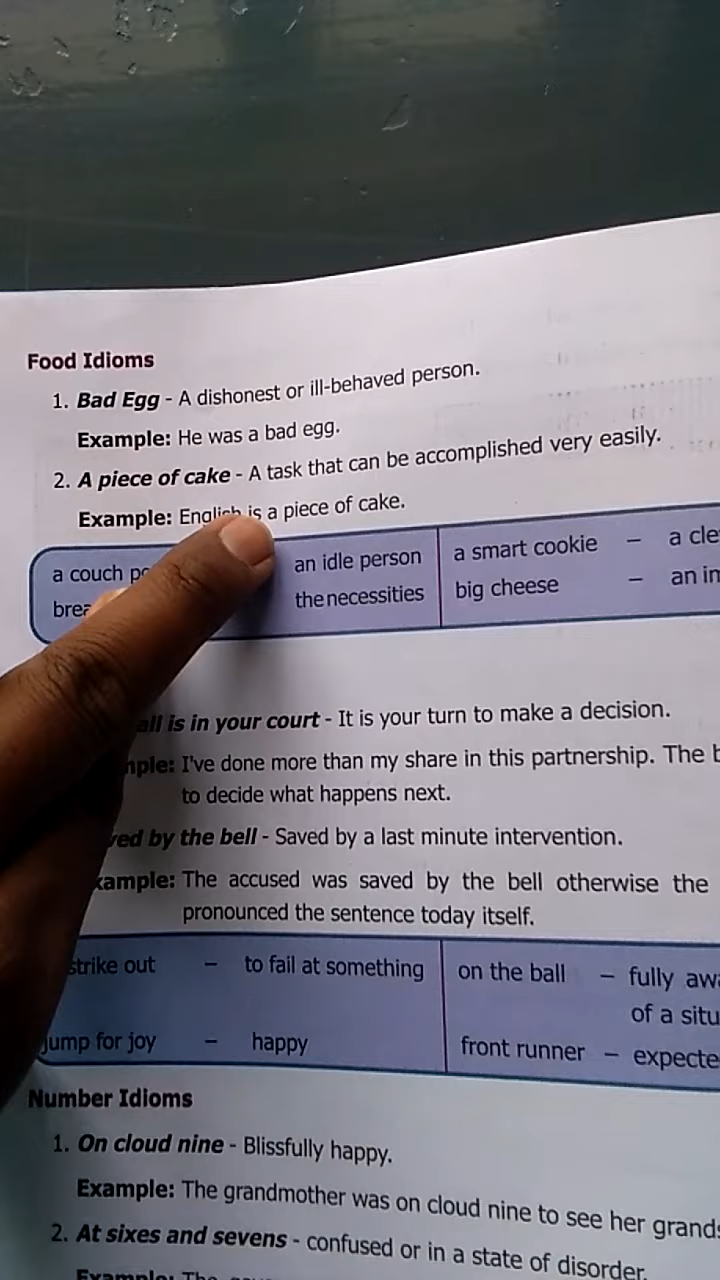 Food Idioms
1. Bad Egg - A dishonest or ill-behaved person.
Example: He was a bad egg.
2. A piece of cake - A task that can be accomplished very easily.
Example: English is a piece of cake.
a couch an idle person a smart cookie – a
the necessities big cheese – an
is in your court - It is your turn to make a decision.
I've done more than my share in this partnership. The
to decide what happens next.
by the bell - Saved by a last minute intervention.
The accused was saved by the bell otherwise the
pronounced the sentence today itself.
strike out – to fail at something on the ball – fully
of a
jump for joy – happy front runner –
Number Idioms
1. On cloud nine - Blissfully happy.
Example: The grandmother was on cloud nine to see her
2. At sixes and sevens - confused or in a state of disorder.
Example: The